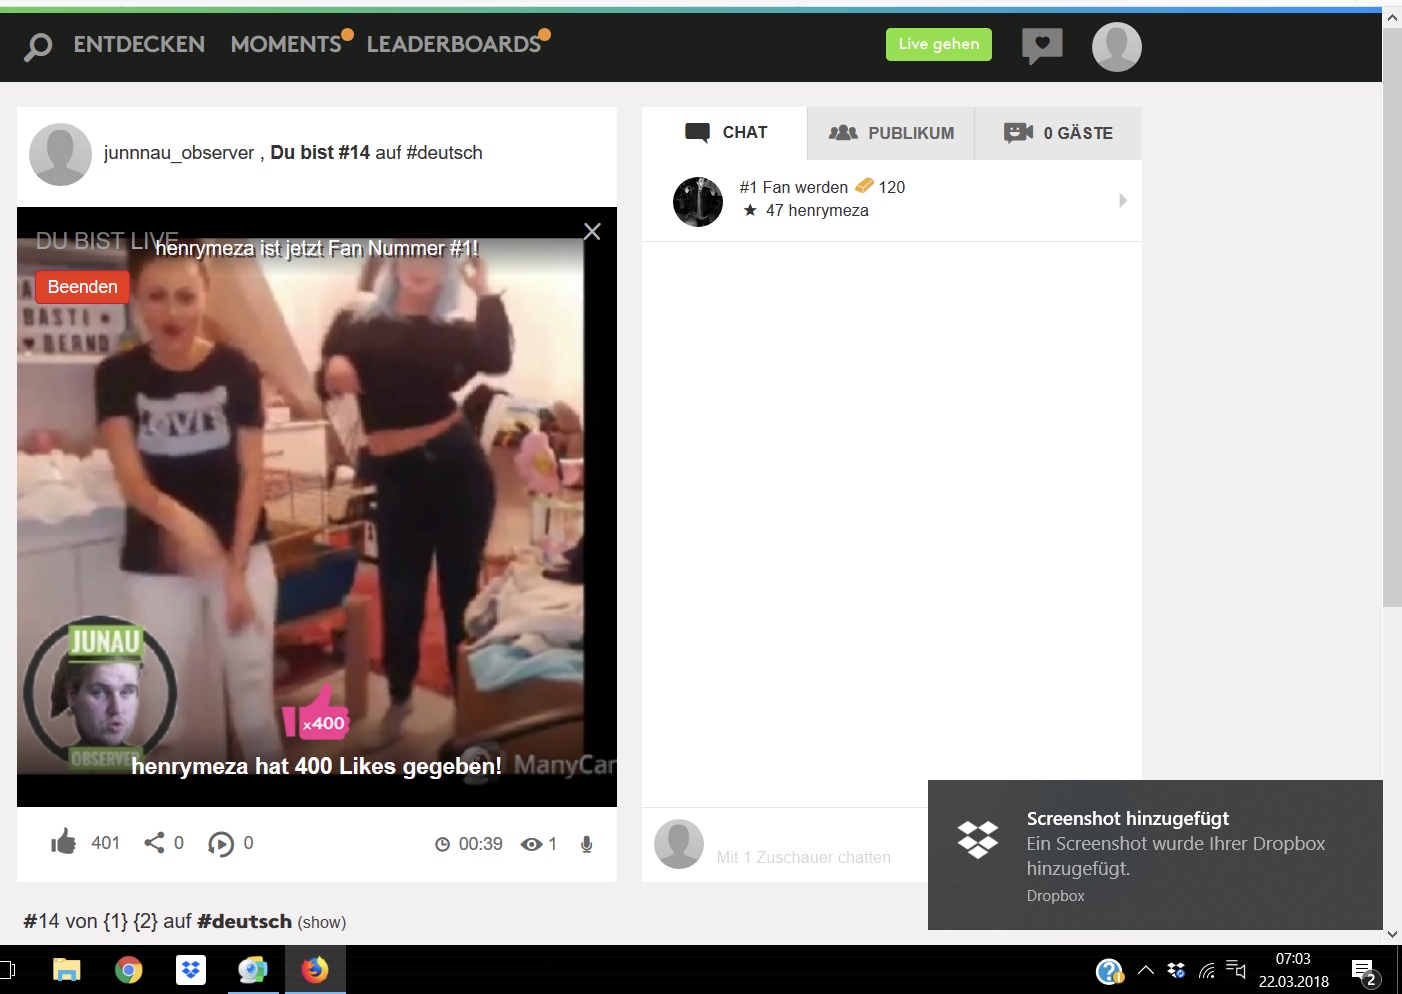 ENTDECKEN MOMENTS LEADERBOARDS Live gehen
junnnau_observer , Du bist #14 auf #deutsch
DU BIST LIVE
henrymeza ist jetzt Fan Nummer #1!
Beenden
BASTI
♥ BERND
JUNAU
OBSERVER
x400
henrymeza hat 400 Likes gegeben!
ManyCam
401 0 0 00:39 1
#14 von {1} {2} auf #deutsch (show)
CHAT PUBLIKUM 0 GÄSTE
#1 Fan werden 120
★ 47 henrymeza
Mit 1 Zuschauer chatten
Screenshot hinzugefügt
Ein Screenshot wurde Ihrer Dropbox
hinzugefügt.
Dropbox
07:03
22.03.2018
2